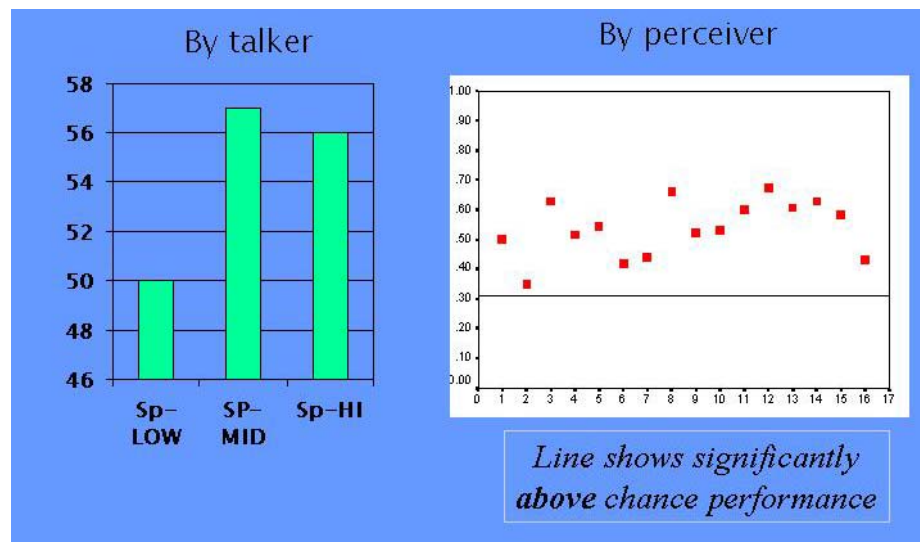 By talker
58
56
54
52
50
48
46
Sp-
LOW
SP-
MID
Sp-HI
By perceiver
1.00
.90
.80
.70
.60
.50
.40
.30
.20
.10
0.00
0 1 2 3 4 5 6 7 8 9 10 11 12 13 14 15 16 17
Line shows significantly
above chance performance